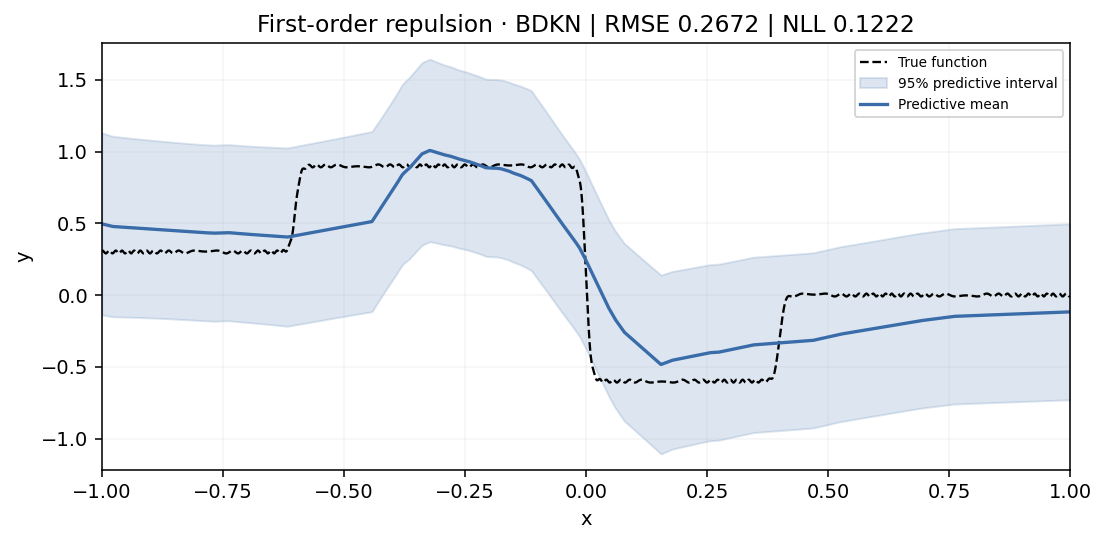 First-order repulsion · BDKN | RMSE 0.2672 | NLL 0.1222
True function
95% predictive interval
Predictive mean
1.5
1.0
0.5
0.0
−0.5
−1.0
y
−1.00 −0.75 −0.50 −0.25 0.00 0.25 0.50 0.75 1.00
x